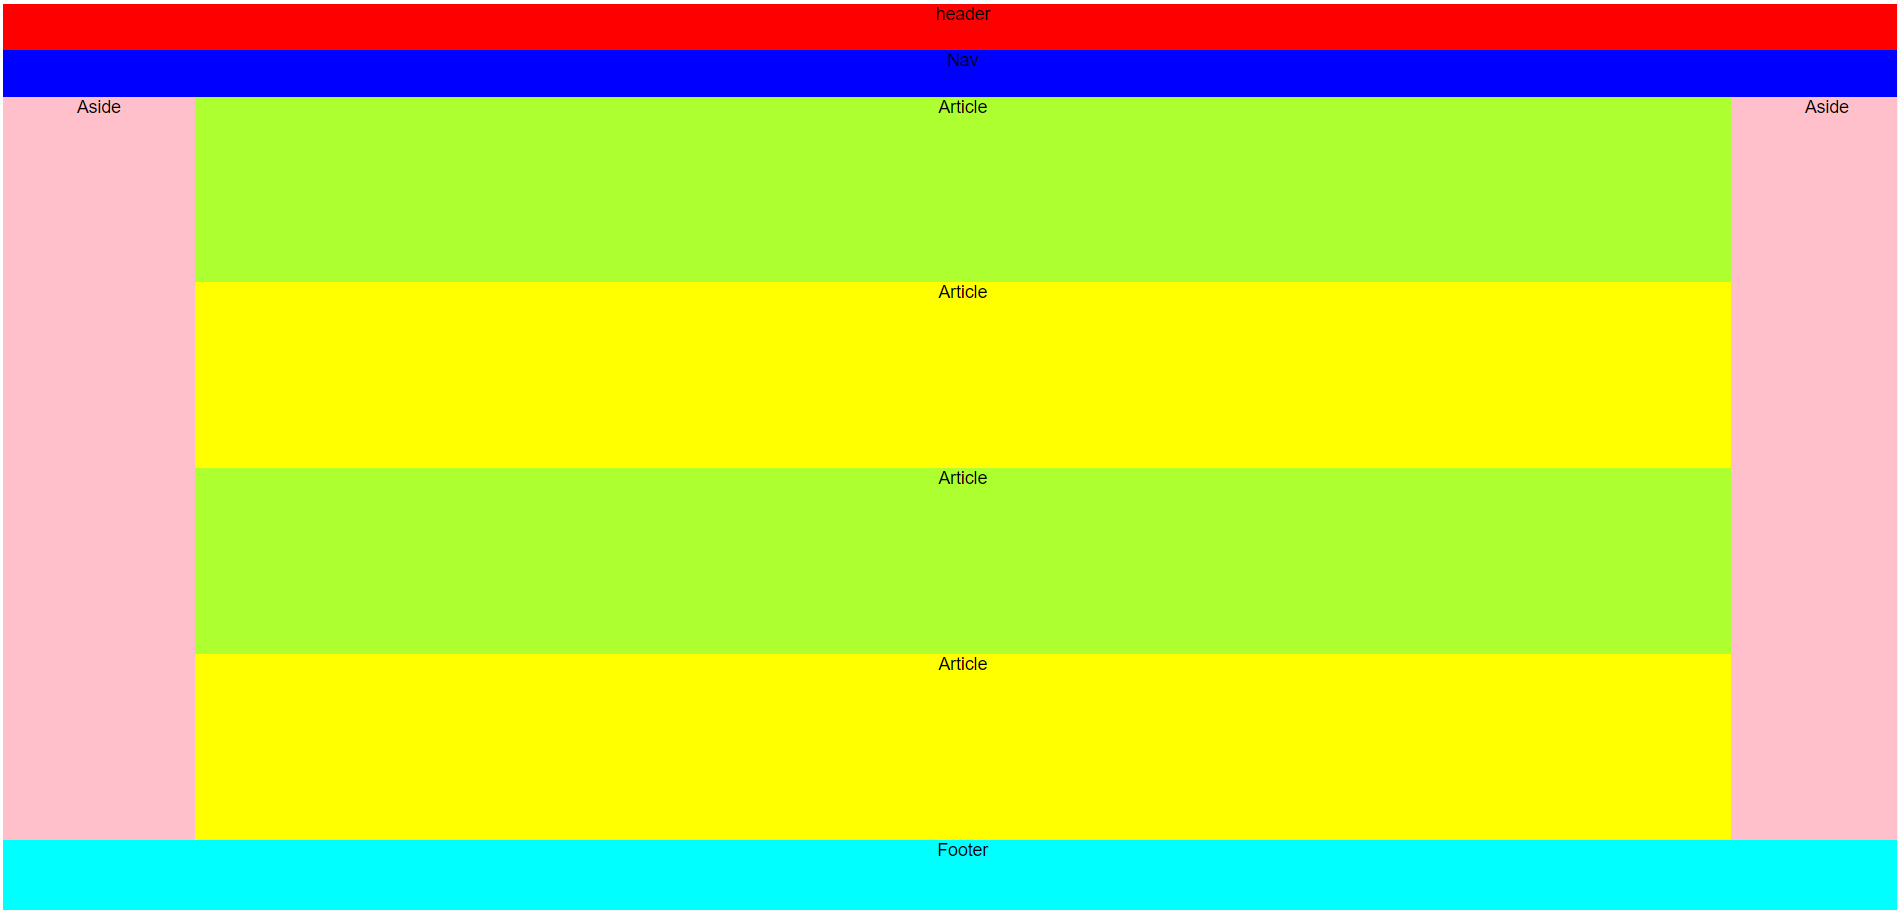 header
Nav
Aside
Article
Aside
Article
Article
Article
Footer